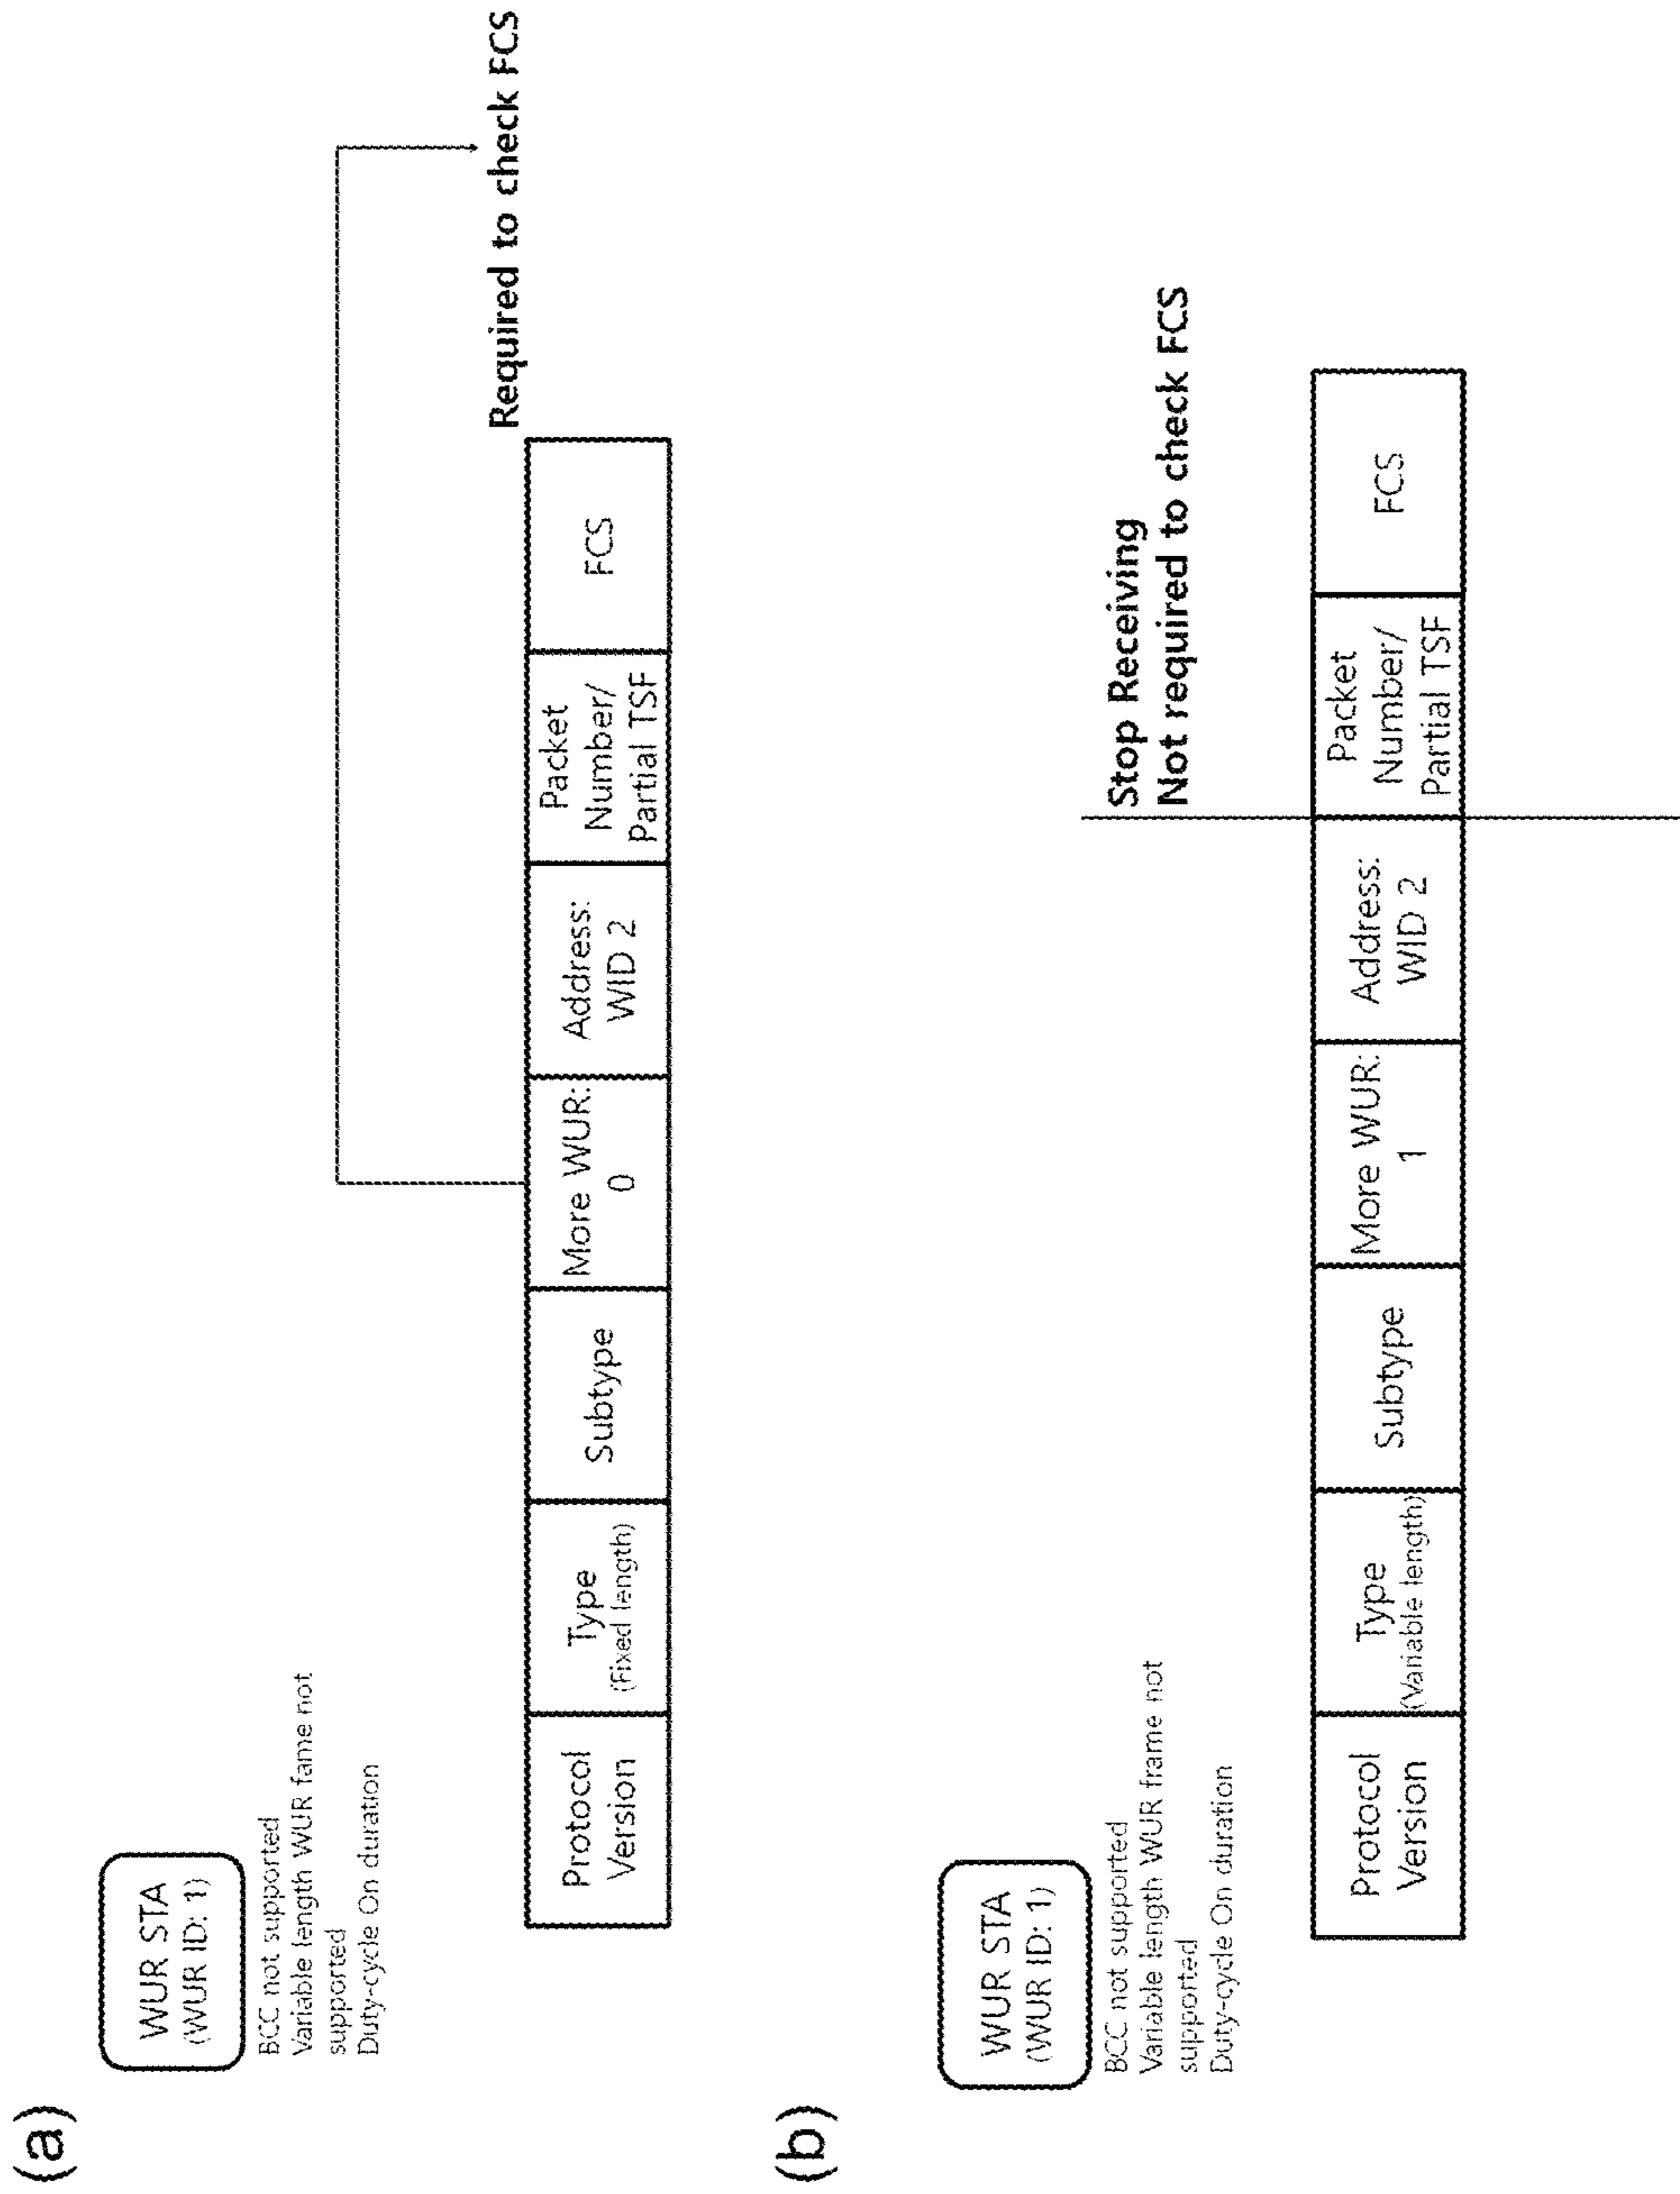 (a)
WUR STA
(WUR ID: 1)
BCC not supported
Variable length WUR fame not
supported
Duty-cycle On duration
Required to check FCS
Protocol
Version
Type
(Fixed length)
Subtype
More WUR:
0
Address:
WID 2
Packet
Number/
Partial TSF
FCS
(b)
WUR STA
(WUR ID: 1)
BCC not supported
Variable length WUR frame not
supported
Duty-cycle On duration
Stop Receiving
Not required to check FCS
Protocol
Version
Type
(Variable length)
Subtype
More WUR:
1
Address:
WID 2
Packet
Number/
Partial TSF
FCS